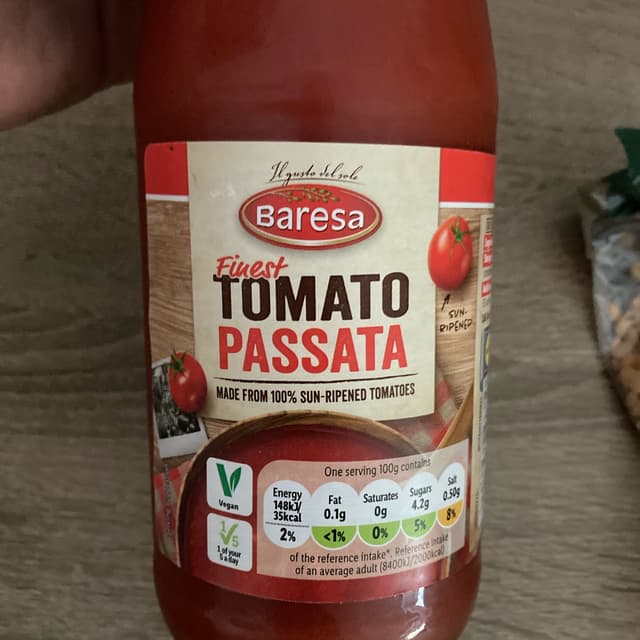 Il gusto del sole
Baresa
Finest
TOMATO
PASSATA
MADE FROM 100% SUN-RIPENED TOMATOES
SUN-
RIPENED
Vegan
1/5
1 of your
5 a day
One serving 100g contains
Energy
148kJ/
35kcal
2%
Fat
0.1g
<1%
Saturates
0g
0%
Sugars
4.2g
5%
Salt
0.50g
8%
of the reference intake*. Reference intake
of an average adult (8400kJ/2000kcal)